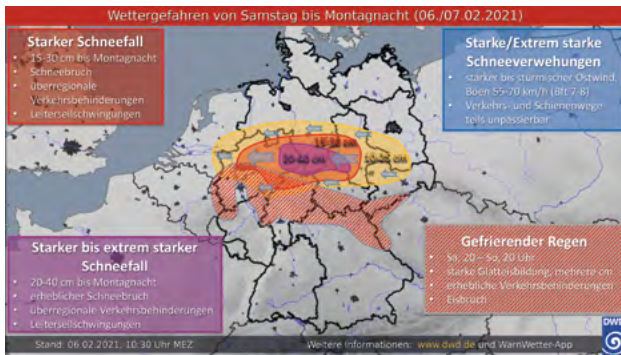 Wettergefahren von Samstag bis Montagnacht (06./07.02.2021)
Starker Schneefall
• 15-30 cm bis Montagnacht
• Schneebruch
• überregionale
Verkehrsbehinderungen
• Leiterseilschwingungen
Starke/Extrem starke
Schneeverwehungen
• starker bis stürmischer Ostwind,
Böen 55-70 km/h (Bft 7-8)
• Verkehrs- und Schienenwege
teils unpassierbar
15-30 cm
20-40 cm
Starker bis extrem starker
Schneefall
• 20-40 cm bis Montagnacht
• erheblicher Schneebruch
• überregionale Verkehrsbehinderungen
• Leiterseilschwingungen
Gefrierender Regen
• Sa, 20 – So, 20 Uhr
• starke Glatteisbildung, mehrere cm
• erhebliche Verkehrsbehinderungen
• Eisbruch
Stand: 06.02.2021, 10:30 Uhr MEZ
Weitere Informationen: www.dwd.de und WarnWetter-App
DWD